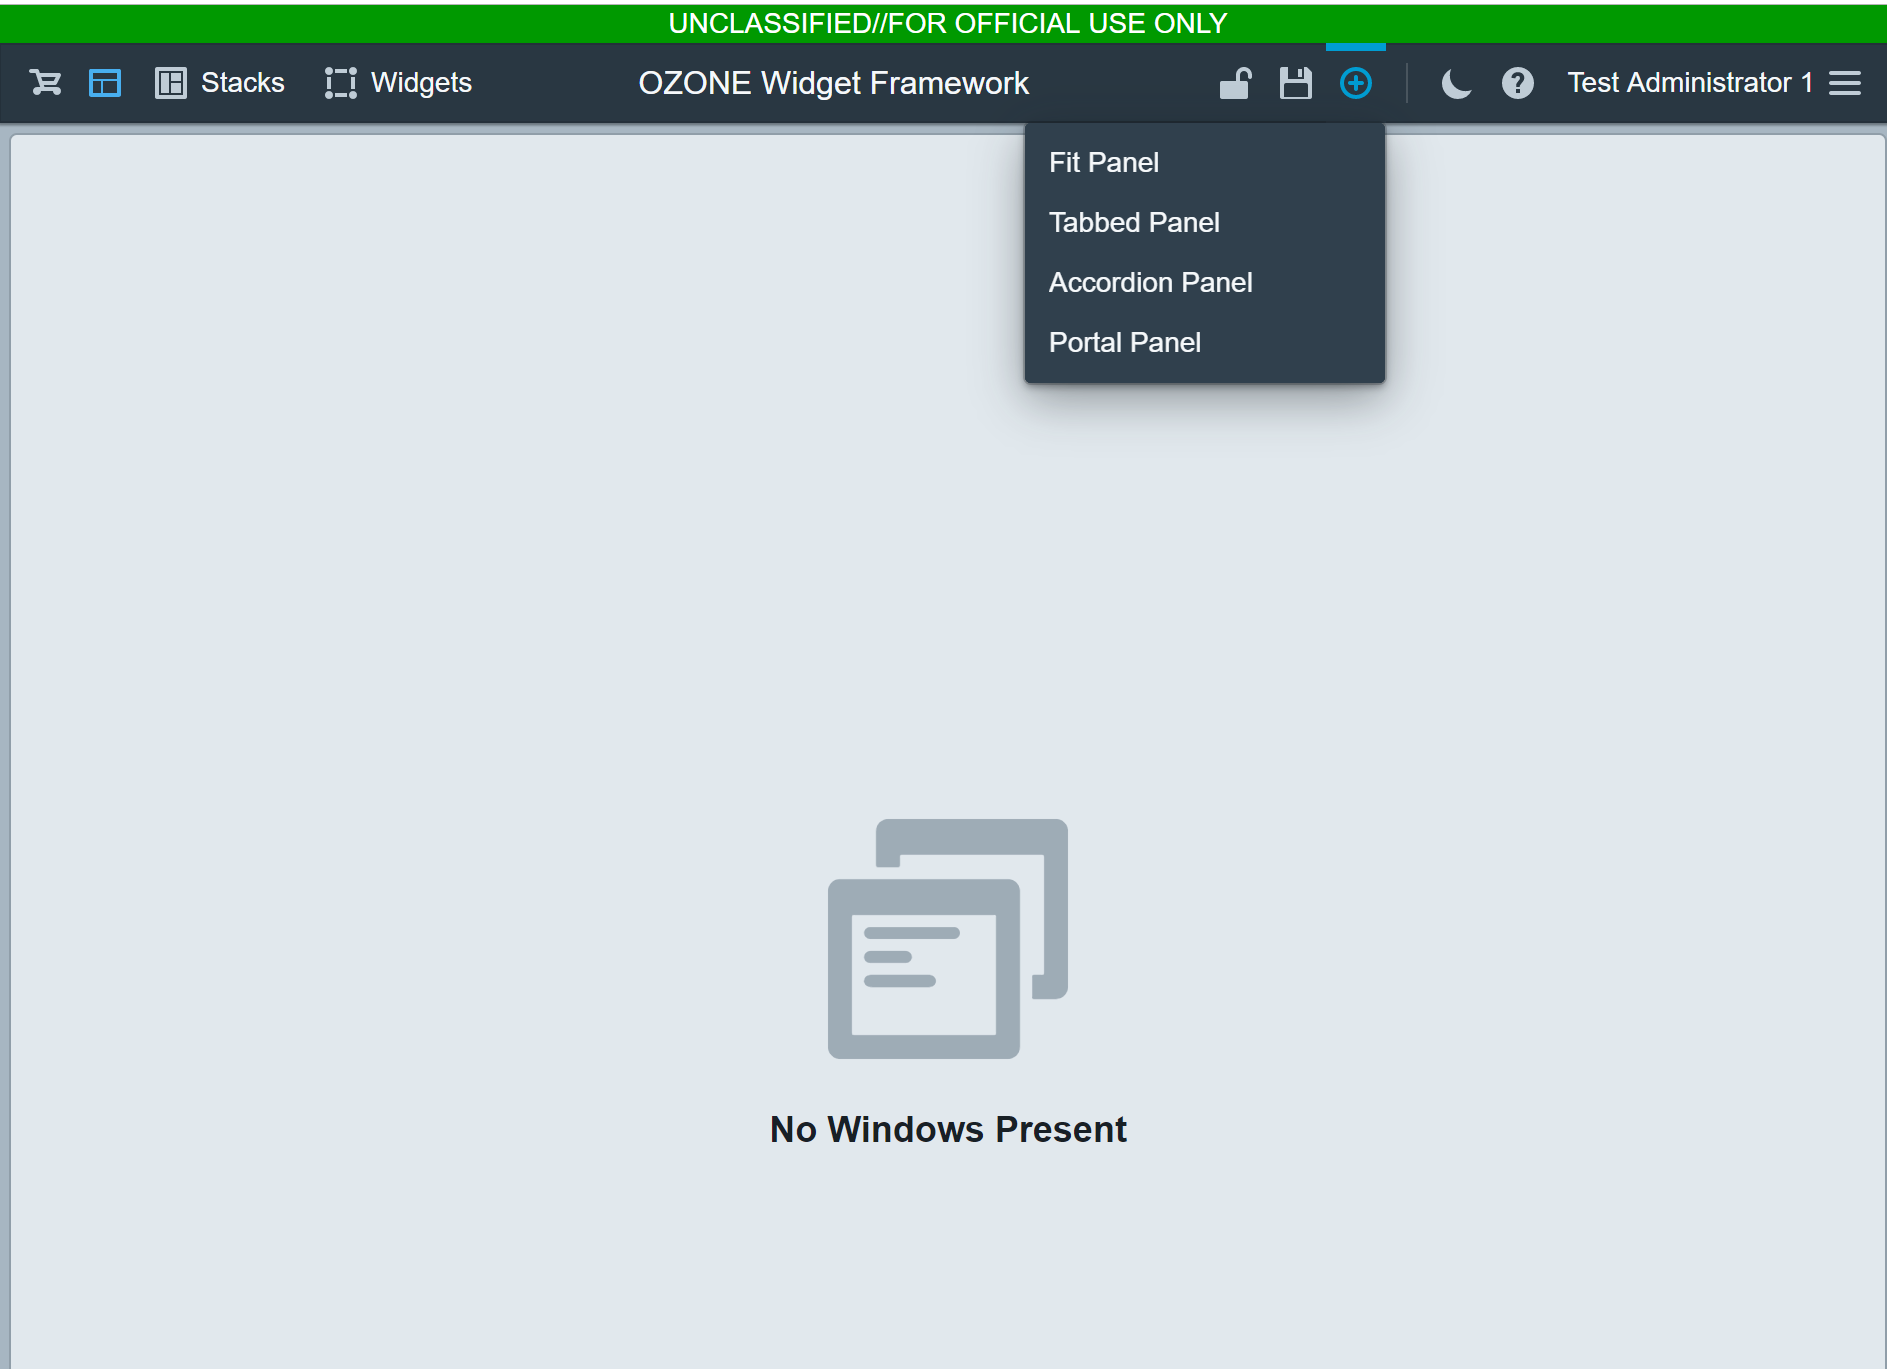 UNCLASSIFIED//FOR OFFICIAL USE ONLY
Stacks Widgets OZONE Widget Framework Test Administrator 1
Fit Panel
Tabbed Panel
Accordion Panel
Portal Panel
No Windows Present